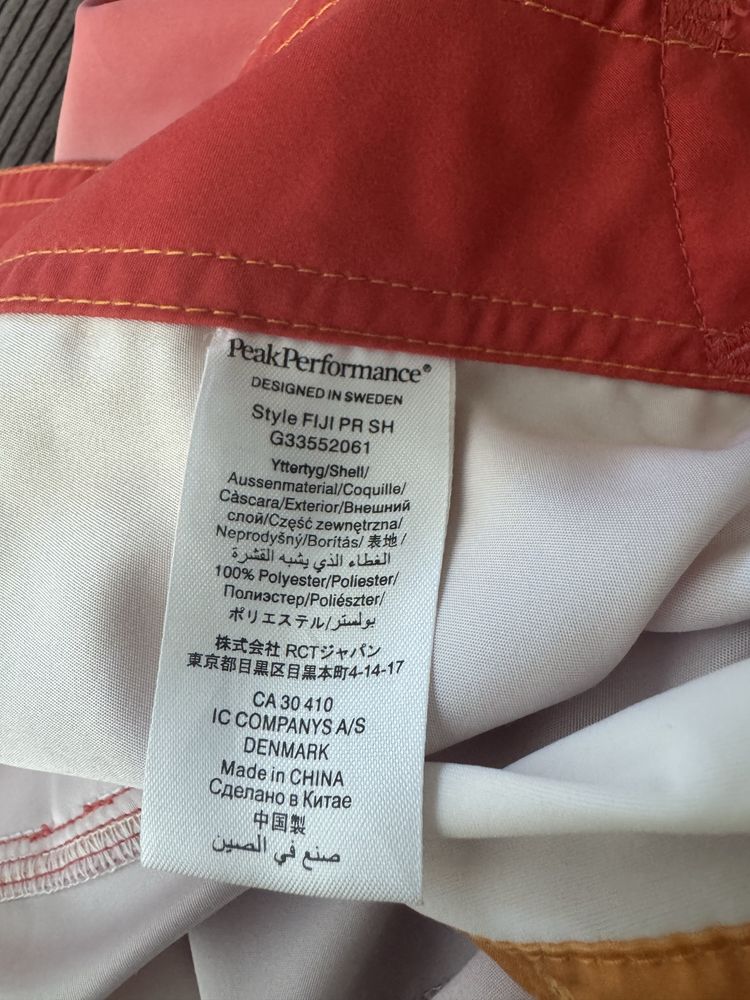 PeakPerformance®
DESIGNED IN SWEDEN
Style FIJI PR SH
G33552061
Yttertyg/Shell/
Aussenmaterial/Coquille/
Càscara/Exterior/Внешний
слой/Część zewnętrzna/
Neprodyšný/Borítás/表地/
الغطاء الذي يشبه القشرة
100% Polyester/Poliester/
Полиэстер/Poliészter/
ポリエステル/بولستر
株式会社 RCTジャパン
東京都目黒区目黒本町4-14-17
CA 30 410
IC COMPANYS A/S
DENMARK
Made in CHINA
Сделано в Китае
中国製
صنع في الصين